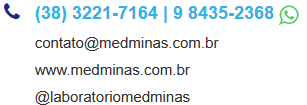 (38) 3221-7164 | 9 8435-2368
contato@medminas.com.br
www.medminas.com.br
@laboratoriomedminas